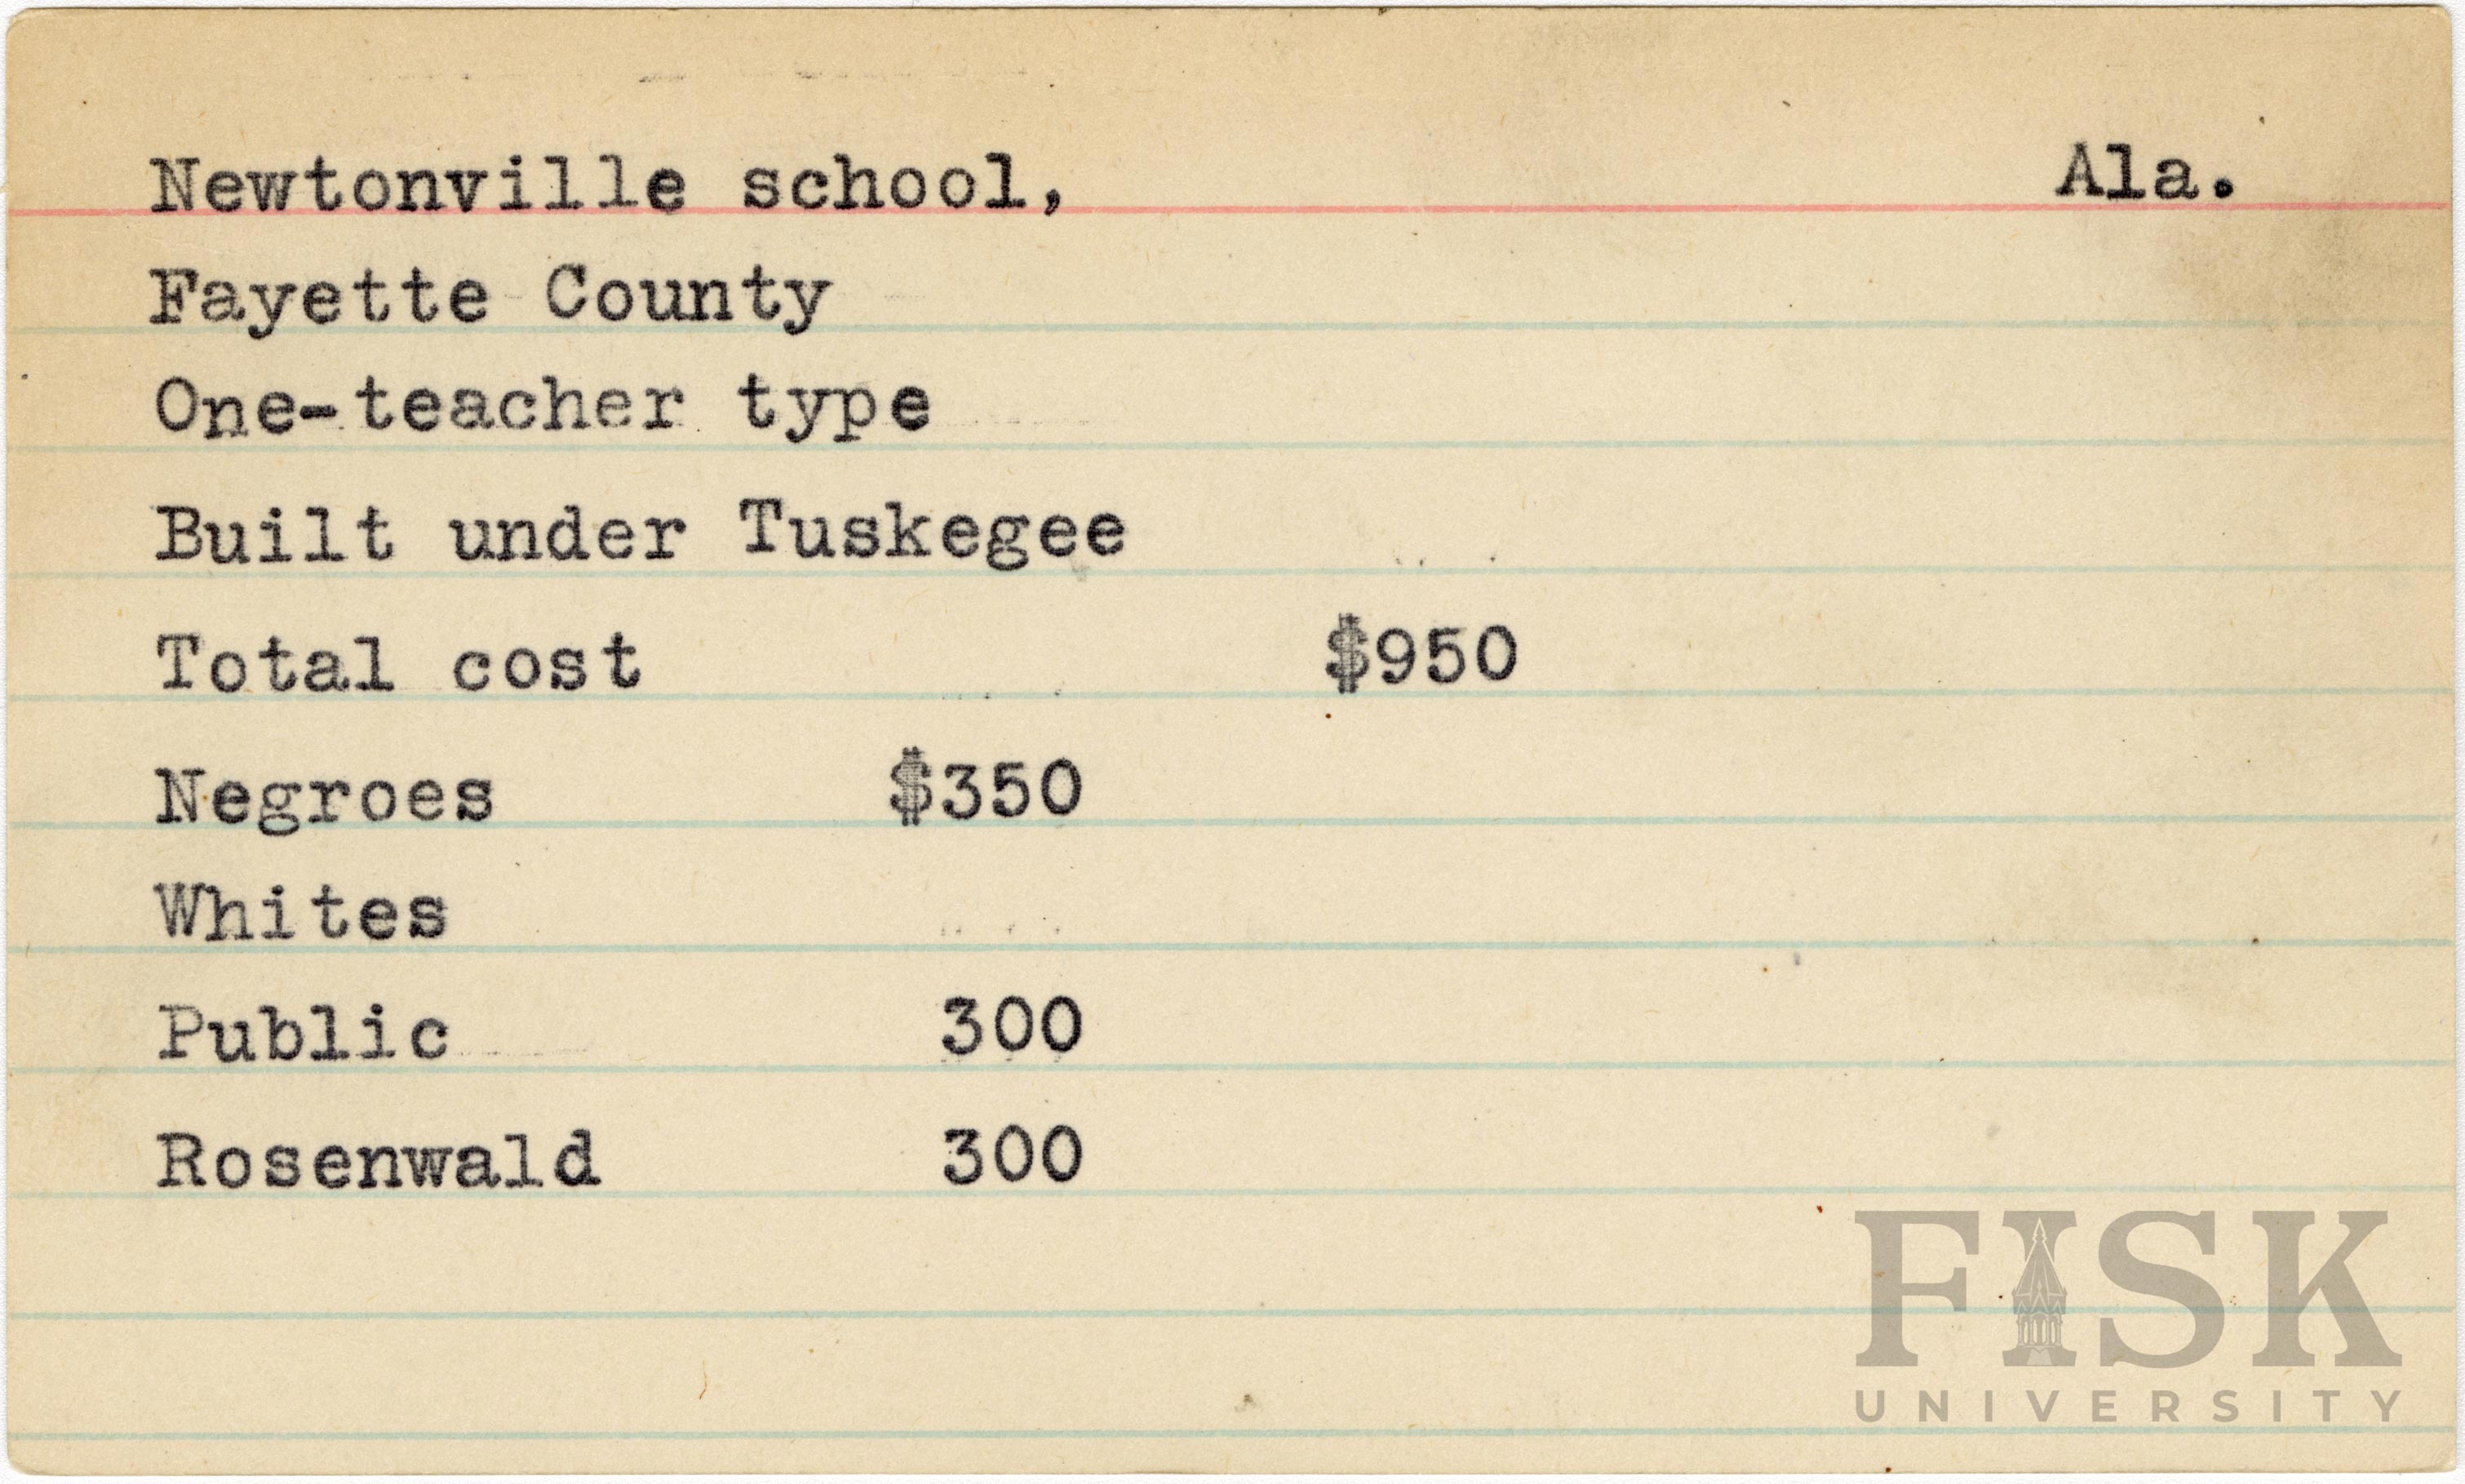 Newtonville school, Ala.
Fayette County
One-teacher type
Built under Tuskegee
Total cost $950
Negroes $350
Whites
Public 300
Rosenwald 300
FISK
UNIVERSITY